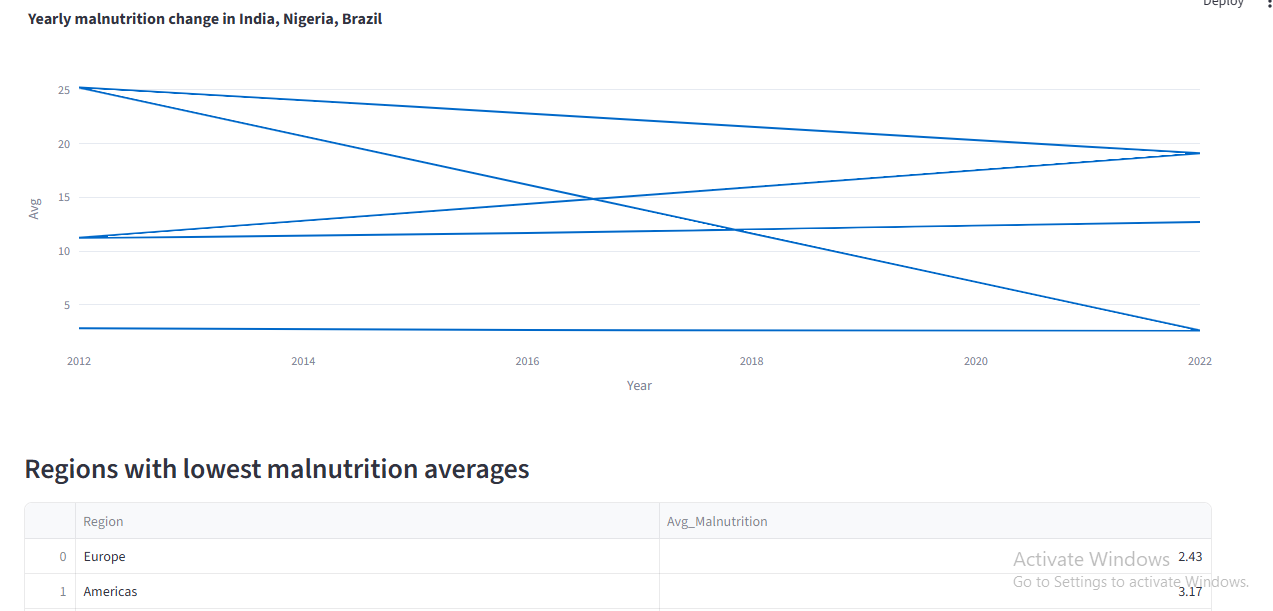 Deploy
Yearly malnutrition change in India, Nigeria, Brazil
25
20
15
10
5
Avg
2012 2014 2016 2018 2020 2022
Year
Regions with lowest malnutrition averages
Region Avg_Malnutrition
0 Europe 2.43
1 Americas 3.17
Activate Windows
Go to Settings to activate Windows.